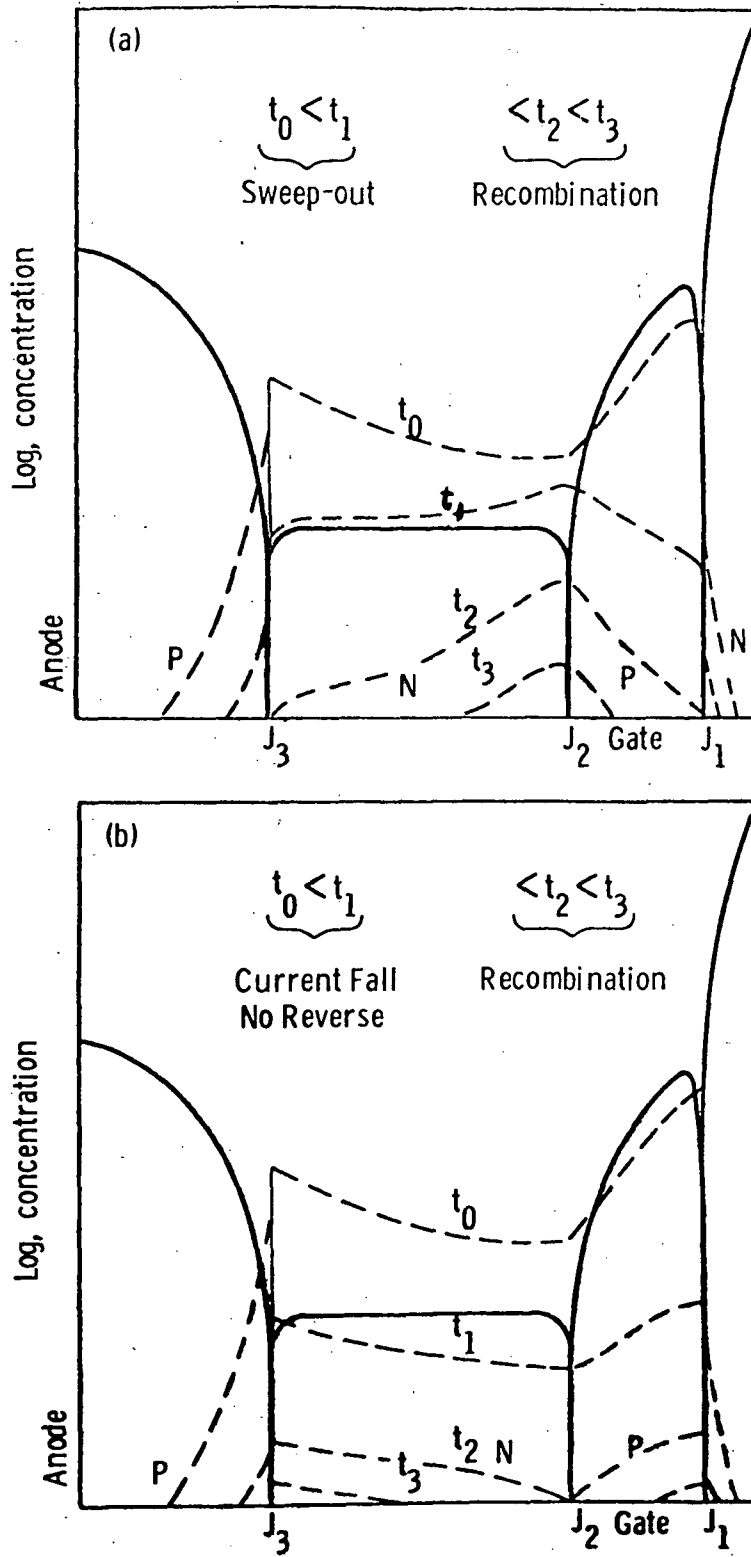 (a)
t0 < t1
< t2 < t3
Sweep-out
Recombination
Log, concentration
Anode
t0
t1
t2
t3
P
N
P
N
J3
J2
Gate
J1
(b)
t0 < t1
< t2 < t3
Current Fall
No Reverse
Recombination
Log, concentration
Anode
t0
t1
t2
N
t3
P
P
J3
J2
Gate
J1